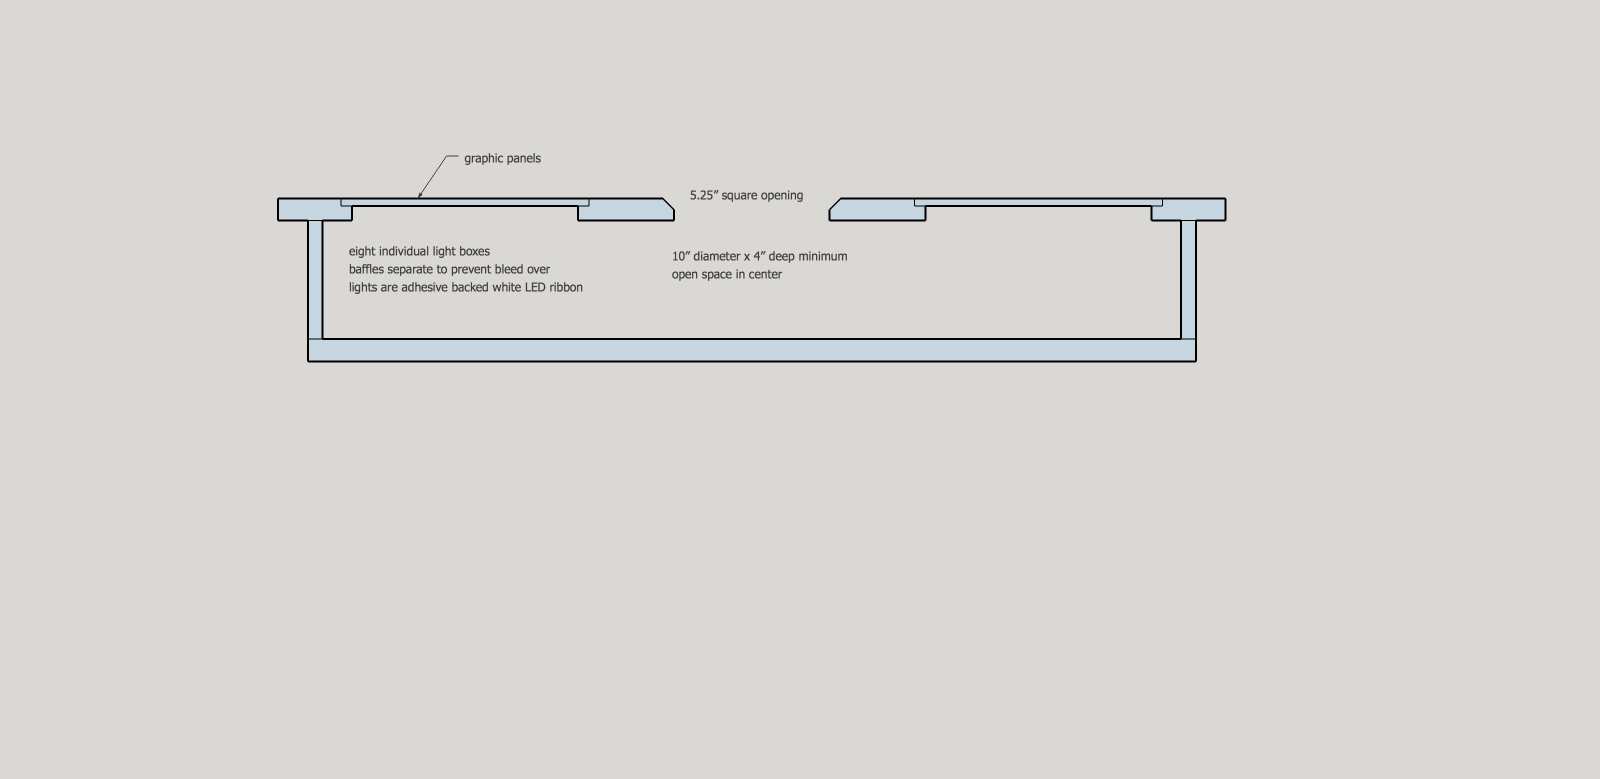 graphic panels
5.25” square opening
eight individual light boxes
baffles separate to prevent bleed over
lights are adhesive backed white LED ribbon
10” diameter x 4” deep minimum
open space in center